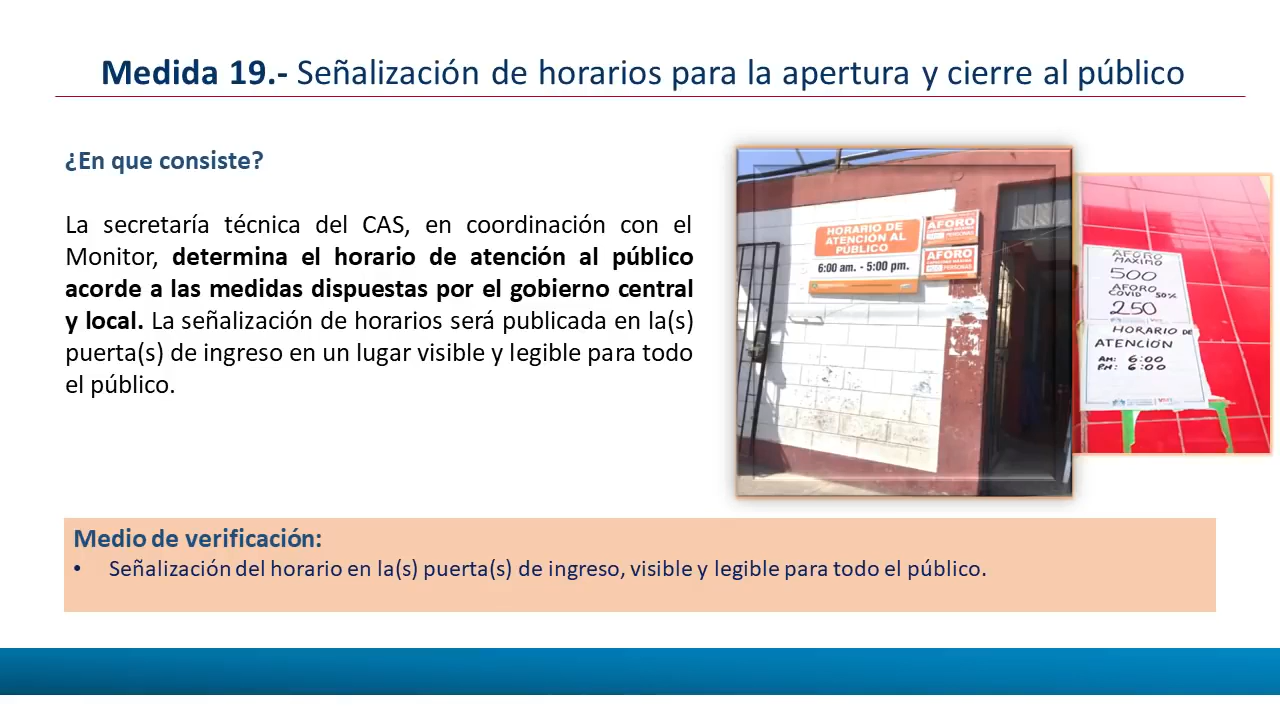 Medida 19.- Señalización de horarios para la apertura y cierre al público
¿En que consiste?
La secretaría técnica del CAS, en coordinación con el
Monitor, determina el horario de atención al público
acorde a las medidas dispuestas por el gobierno central
y local. La señalización de horarios será publicada en la(s)
puerta(s) de ingreso en un lugar visible y legible para todo
el público.
HORARIO DE
ATENCIÓN AL
PÚBLICO
6:00 am. - 5:00 pm.
AFORO
PERSONAS
AFORO
PERSONAS
AFORO
MAXIMO
500
AFORO
COVID 50%
250
HORARIO DE
ATENCIÓN
AM: 6:00
PM: 6:00
Medio de verificación:
• Señalización del horario en la(s) puerta(s) de ingreso, visible y legible para todo el público.